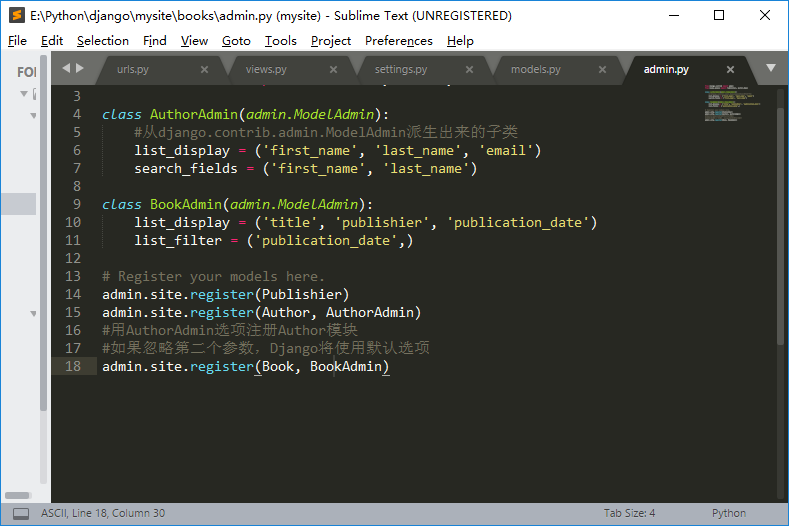 E:\Python\django\mysite\books\admin.py (mysite) - Sublime Text (UNREGISTERED)
File Edit Selection Find View Goto Tools Project Preferences Help
FOL
urls.py views.py settings.py models.py admin.py
3
4 class AuthorAdmin(admin.ModelAdmin):
5 #从django.contrib.admin.ModelAdmin派生出来的子类
6 list_display = ('first_name', 'last_name', 'email')
7 search_fields = ('first_name', 'last_name')
8
9 class BookAdmin(admin.ModelAdmin):
10 list_display = ('title', 'publishier', 'publication_date')
11 list_filter = ('publication_date',)
12
13 # Register your models here.
14 admin.site.register(Publishier)
15 admin.site.register(Author, AuthorAdmin)
16 #用AuthorAdmin选项注册Author模块
17 #如果忽略第二个参数，Django将使用默认选项
18 admin.site.register(Book, BookAdmin)
ASCII, Line 18, Column 30 Tab Size: 4 Python